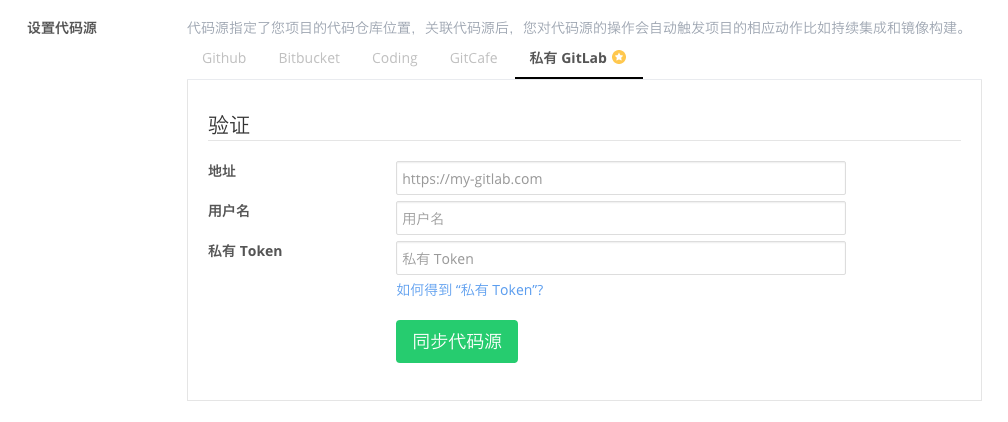 设置代码源
代码源指定了您项目的代码仓库位置，关联代码源后，您对代码源的操作会自动触发项目的相应动作比如持续集成和镜像构建。
Github Bitbucket Coding GitCafe 私有 GitLab
验证
地址 https://my-gitlab.com
用户名 用户名
私有 Token 私有 Token
如何得到 “私有 Token”?
同步代码源